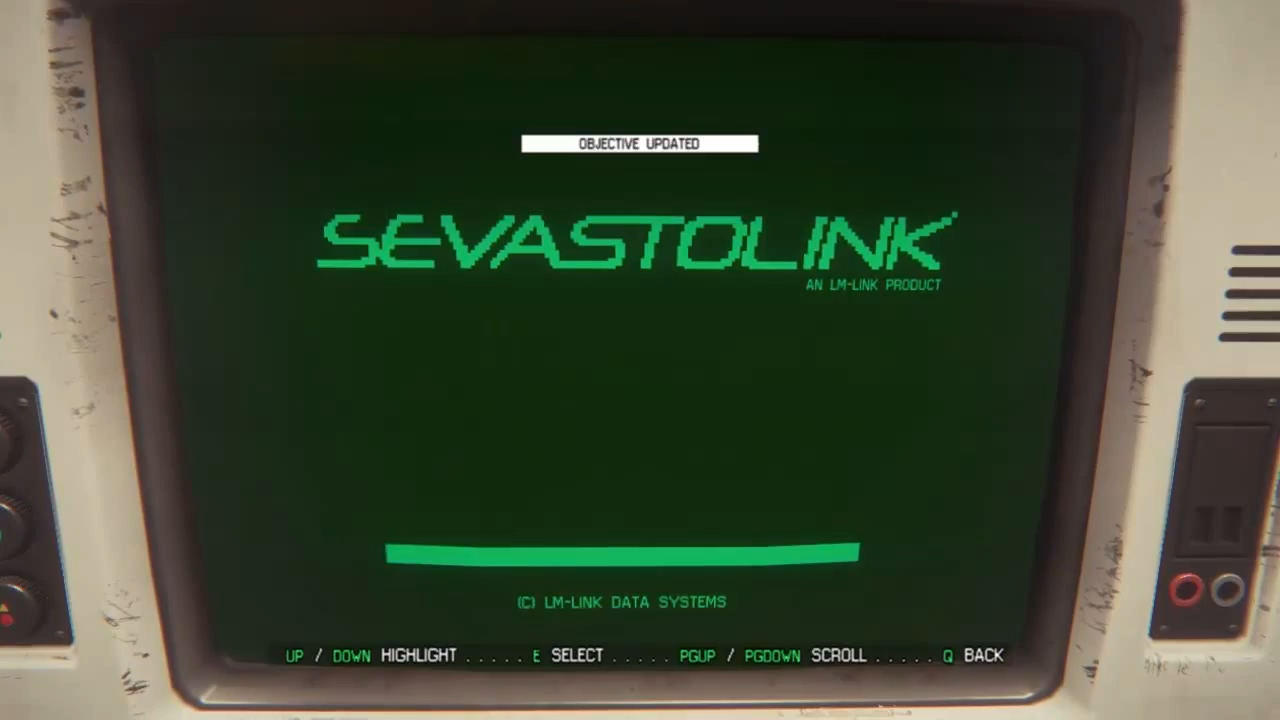 OBJECTIVE UPDATED
SEVASTOLINK
AN LM-LINK PRODUCT
(C) LM-LINK DATA SYSTEMS
UP / DOWN HIGHLIGHT ..... E SELECT ..... PGUP / PGDOWN SCROLL ..... Q BACK